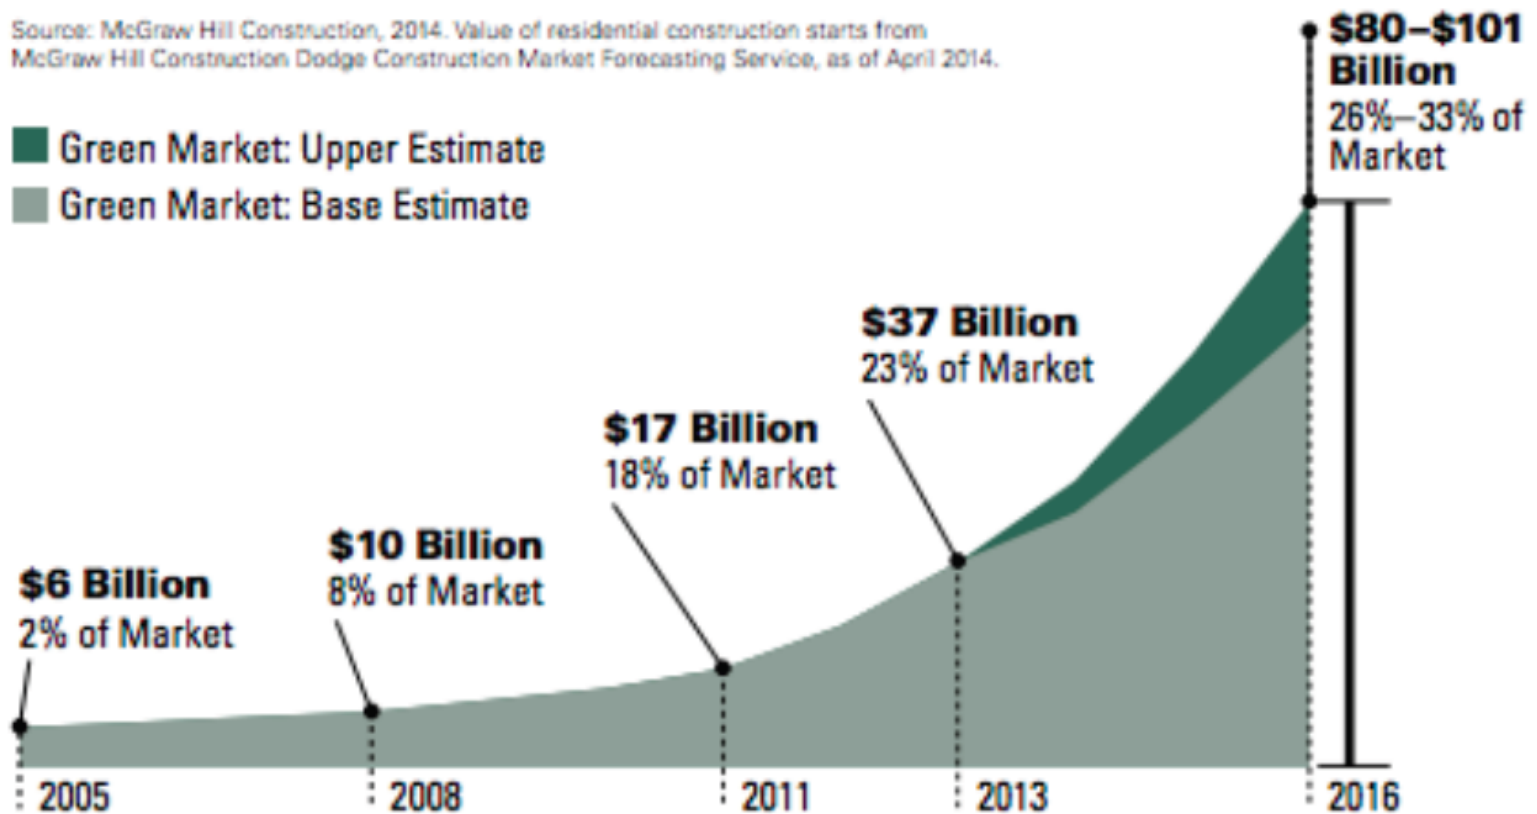 Source: McGraw Hill Construction, 2014. Value of residential construction starts from
McGraw Hill Construction Dodge Construction Market Forecasting Service, as of April 2014.
Green Market: Upper Estimate
Green Market: Base Estimate
$80–$101
Billion
26%–33% of
Market
$37 Billion
23% of Market
$17 Billion
18% of Market
$10 Billion
8% of Market
$6 Billion
2% of Market
2005
2008
2011
2013
2016